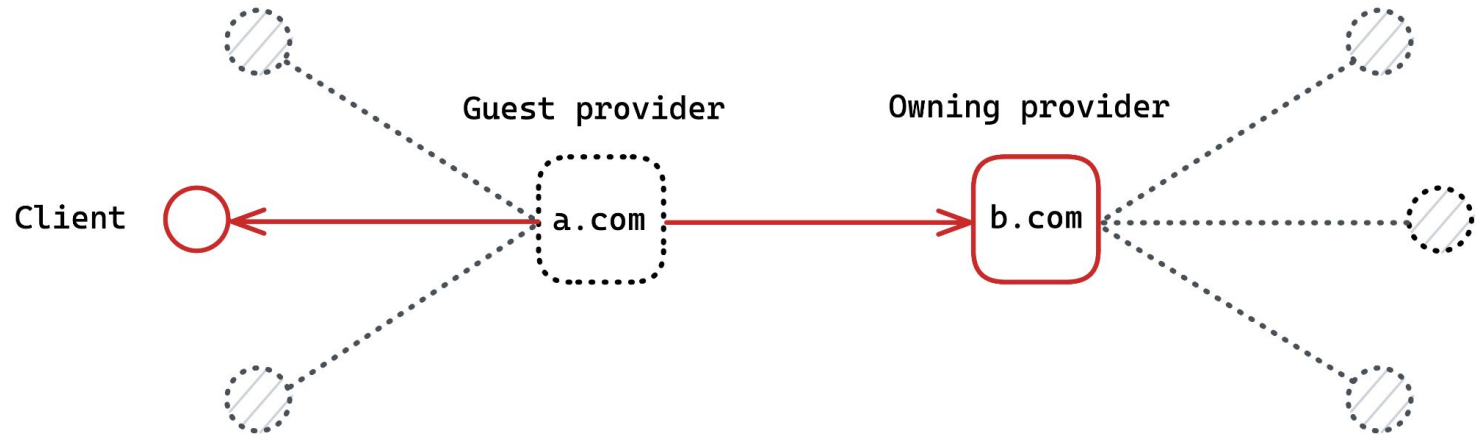 Guest provider
Owning provider
Client
a.com
b.com